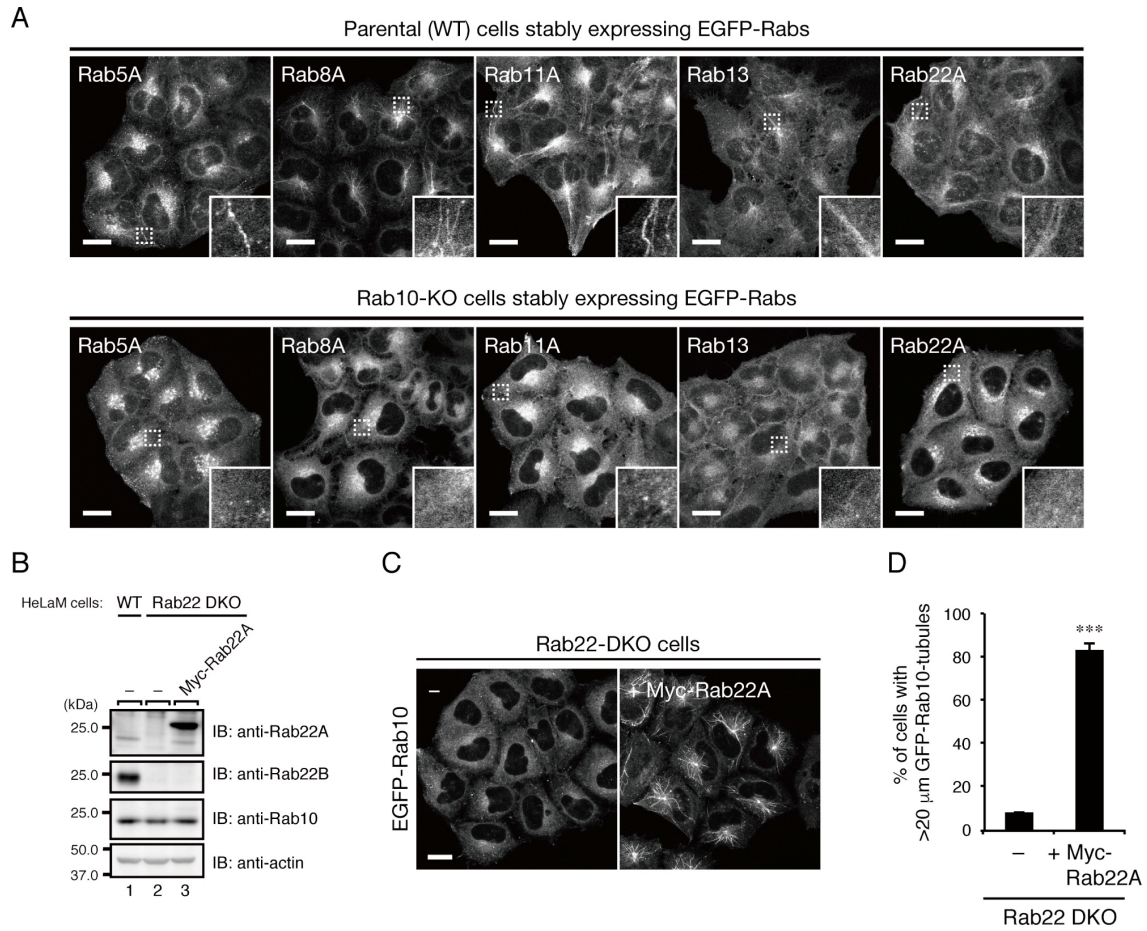 A
Parental (WT) cells stably expressing EGFP-Rabs
Rab5A
Rab8A
Rab11A
Rab13
Rab22A
Rab10-KO cells stably expressing EGFP-Rabs
Rab5A
Rab8A
Rab11A
Rab13
Rab22A
B
HeLaM cells: WT Rab22 DKO
– – Myc-Rab22A
(kDa)
25.0 IB: anti-Rab22A
25.0 IB: anti-Rab22B
25.0 IB: anti-Rab10
50.0
37.0 IB: anti-actin
1 2 3
C
Rab22-DKO cells
EGFP-Rab10
–
+ Myc-Rab22A
D
% of cells with
>20 μm GFP-Rab10-tubules
100
80
60
40
20
0
***
–
+ Myc-
Rab22A
Rab22 DKO